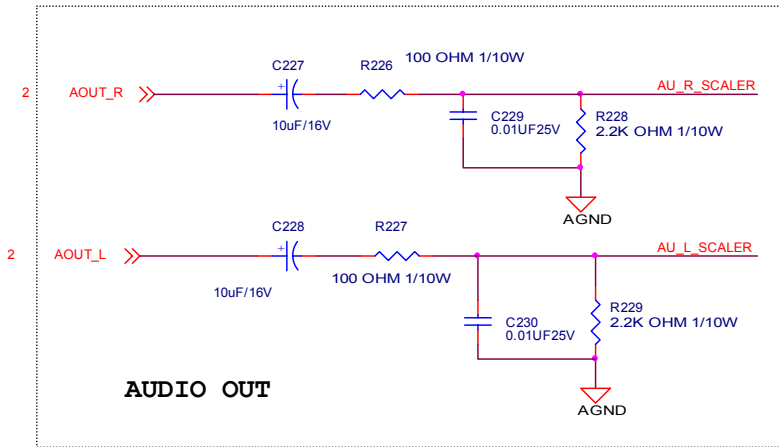 C227
R226
100 OHM 1/10W
2
AOUT_R
AU_R_SCALER
+
10uF/16V
C229
0.01UF25V
R228
2.2K OHM 1/10W
AGND
C228
R227
2
AOUT_L
AU_L_SCALER
+
10uF/16V
100 OHM 1/10W
C230
0.01UF25V
R229
2.2K OHM 1/10W
AUDIO OUT
AGND